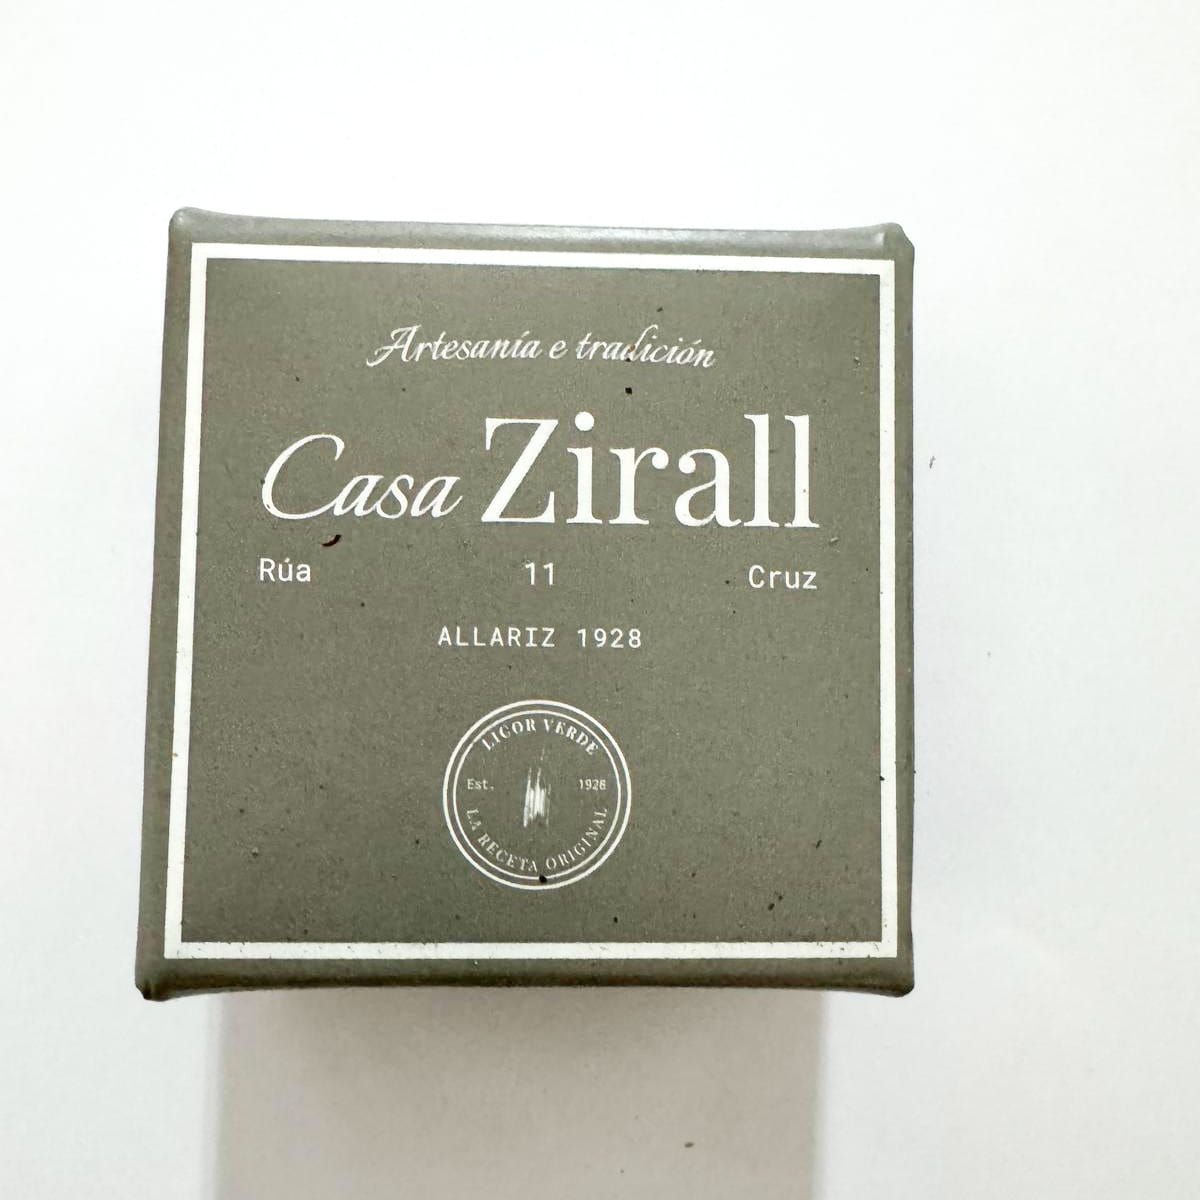 Artesanía e tradición
Casa Zirall
Rúa 11 Cruz
ALLARIZ 1928
LICOR VERDE
Est. 1928
LA RECETA ORIGINAL